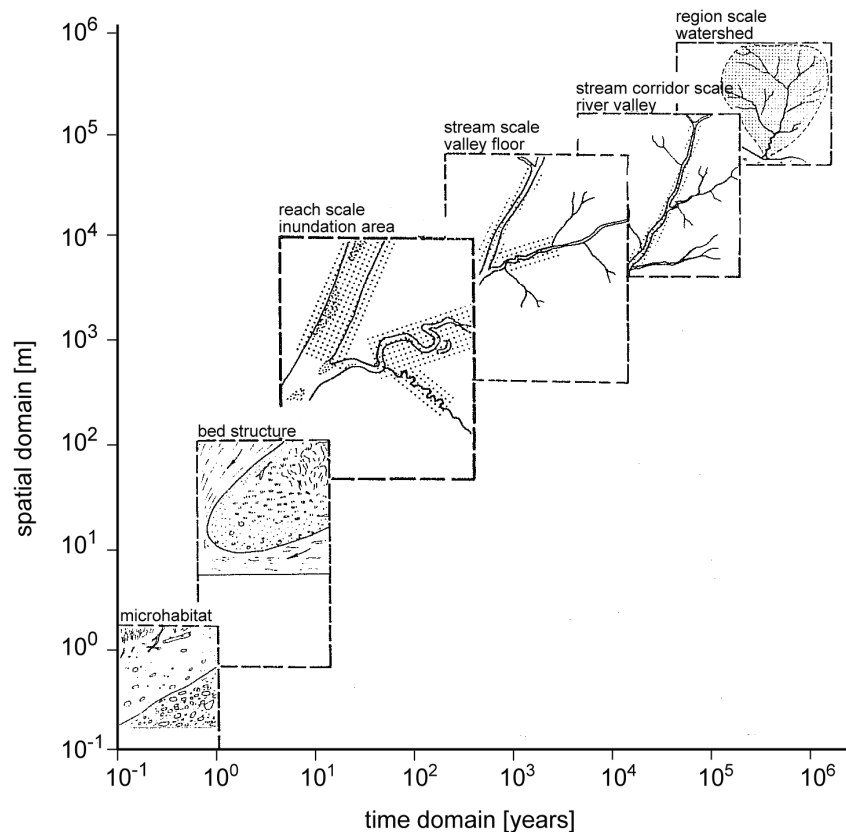 region scale
watershed
stream corridor scale
river valley
stream scale
valley floor
reach scale
inundation area
bed structure
microhabitat
10^6
10^5
10^4
10^3
10^2
10^1
10^0
10^-1
spatial domain [m]
10^-1
10^0
10^1
10^2
10^3
10^4
10^5
10^6
time domain [years]